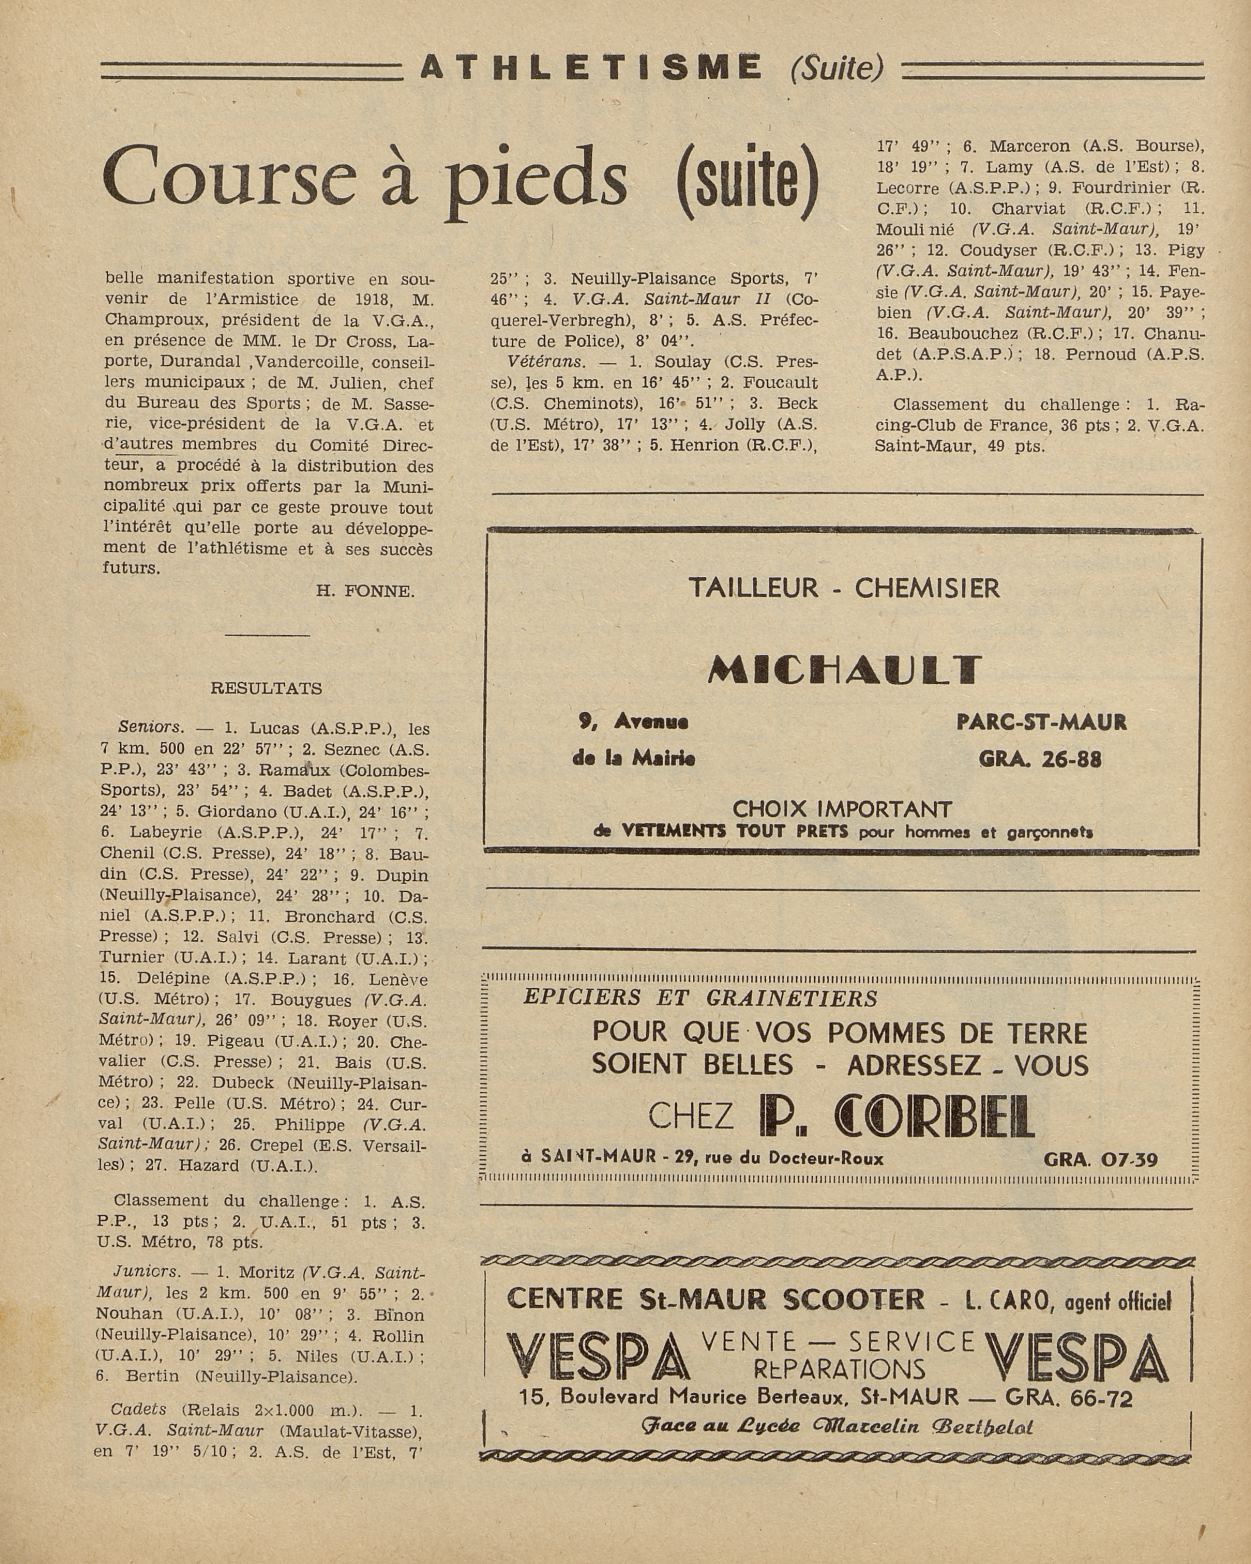 ATHLETISME (Suite)
Course à pieds (suite)
belle manifestation sportive en sou-
venir de l'Armistice de 1918, M.
Champroux, président de la V.G.A.,
en présence de MM. le Dr Cross, La-
porte, Durandal ,Vandercoille, conseil-
lers municipaux ; de M. Julien, chef
du Bureau des Sports ; de M. Sasse-
rie, vice-président de la V.G.A. et
d'autres membres du Comité Direc-
teur, a procédé à la distribution des
nombreux prix offerts par la Muni-
cipalité qui par ce geste prouve tout
l'intérêt qu'elle porte au développe-
ment de l'athlétisme et à ses succès
futurs.
H. FONNE.
RESULTATS
Seniors. — 1. Lucas (A.S.P.P.), les
7 km. 500 en 22' 57'' ; 2. Seznec (A.S.
P.P.), 23' 43'' ; 3. Ramaux (Colombes-
Sports), 23' 54'' ; 4. Badet (A.S.P.P.),
24' 13'' ; 5. Giordano (U.A.I.), 24' 16'' ;
6. Labeyrie (A.S.P.P.), 24' 17'' ; 7.
Chenil (C.S. Presse), 24' 18'' ; 8. Bau-
din (C.S. Presse), 24' 22'' ; 9. Dupin
(Neuilly-Plaisance), 24' 28'' ; 10. Da-
niel (A.S.P.P.) ; 11. Bronchard (C.S.
Presse) ; 12. Salvi (C.S. Presse) ; 13.
Turnier (U.A.I.) ; 14. Larant (U.A.I.) ;
15. Delépine (A.S.P.P.) ; 16. Lenève
(U.S. Métro) ; 17. Bouygues (V.G.A.
Saint-Maur), 26' 09'' ; 18. Royer (U.S.
Métro) ; 19. Pigeau (U.A.I.) ; 20. Che-
valier (C.S. Presse) ; 21. Bais (U.S.
Métro) ; 22. Dubeck (Neuilly-Plaisan-
ce) ; 23. Pelle (U.S. Métro) ; 24. Cur-
val (U.A.I.) ; 25. Philippe (V.G.A.
Saint-Maur) ; 26. Crepel (E.S. Versail-
les) ; 27. Hazard (U.A.I.).
Classement du challenge : 1. A.S.
P.P., 13 pts ; 2. U.A.I., 51 pts ; 3.
U.S. Métro, 78 pts.
Juniors. — 1. Moritz (V.G.A. Saint-
Maur), les 2 km. 500 en 9' 55'' ; 2.
Nouhan (U.A.I.), 10' 08'' ; 3. Binon
(Neuilly-Plaisance), 10' 29'' ; 4. Rollin
(U.A.I.), 10' 29'' ; 5. Niles (U.A.I.) ;
6. Bertin (Neuilly-Plaisance).
Cadets (Relais 2x1.000 m.). — 1.
V.G.A. Saint-Maur (Maulat-Vitasse),
en 7' 19'' 5/10 ; 2. A.S. de l'Est, 7'
25'' ; 3. Neuilly-Plaisance Sports, 7'
46'' ; 4. V.G.A. Saint-Maur II (Co-
querel-Verbregh), 8' ; 5. A.S. Préfec-
ture de Police), 8' 04''.
Vétérans. — 1. Soulay (C.S. Pres-
se), les 5 km. en 16' 45'' ; 2. Foucault
(C.S. Cheminots), 16' 51'' ; 3. Beck
(U.S. Métro), 17' 13'' ; 4. Jolly (A.S.
de l'Est), 17' 38'' ; 5. Henrion (R.C.F.),
17' 49'' ; 6. Marceron (A.S. Bourse),
18' 19'' ; 7. Lamy (A.S. de l'Est) ; 8.
Lecorre (A.S.P.P.) ; 9. Fourdrinier (R.
C.F.) ; 10. Charviat (R.C.F.) ; 11.
Mouli nié (V.G.A. Saint-Maur), 19'
26'' ; 12. Coudyser (R.C.F.) ; 13. Pigy
(V.G.A. Saint-Maur), 19' 43'' ; 14. Fen-
sie (V.G.A. Saint-Maur), 20' ; 15. Paye-
bien (V.G.A. Saint-Maur), 20' 39'' ;
16. Beaubouchez (R.C.F.) ; 17. Chanu-
det (A.P.S.A.P.) ; 18. Pernoud (A.P.S.
A.P.).
Classement du challenge : 1. Ra-
cing-Club de France, 36 pts ; 2. V.G.A.
Saint-Maur, 49 pts.
TAILLEUR - CHEMISIER
MICHAULT
9, Avenue PARC-ST-MAUR
de la Mairie GRA. 26-88
CHOIX IMPORTANT
de VETEMENTS TOUT PRETS pour hommes et garçonnets
EPICIERS ET GRAINETIERS
POUR QUE VOS POMMES DE TERRE
SOIENT BELLES - ADRESSEZ - VOUS
CHEZ P. CORBEL
à SAINT-MAUR - 29, rue du Docteur-Roux GRA. 07-39
CENTRE St-MAUR SCOOTER - L. CARO, agent officiel
VESPA VENTE — SERVICE VESPA
REPARATIONS
15, Boulevard Maurice Berteaux, St-MAUR — GRA. 66-72
Face au Lycée Marcelin Berthelot